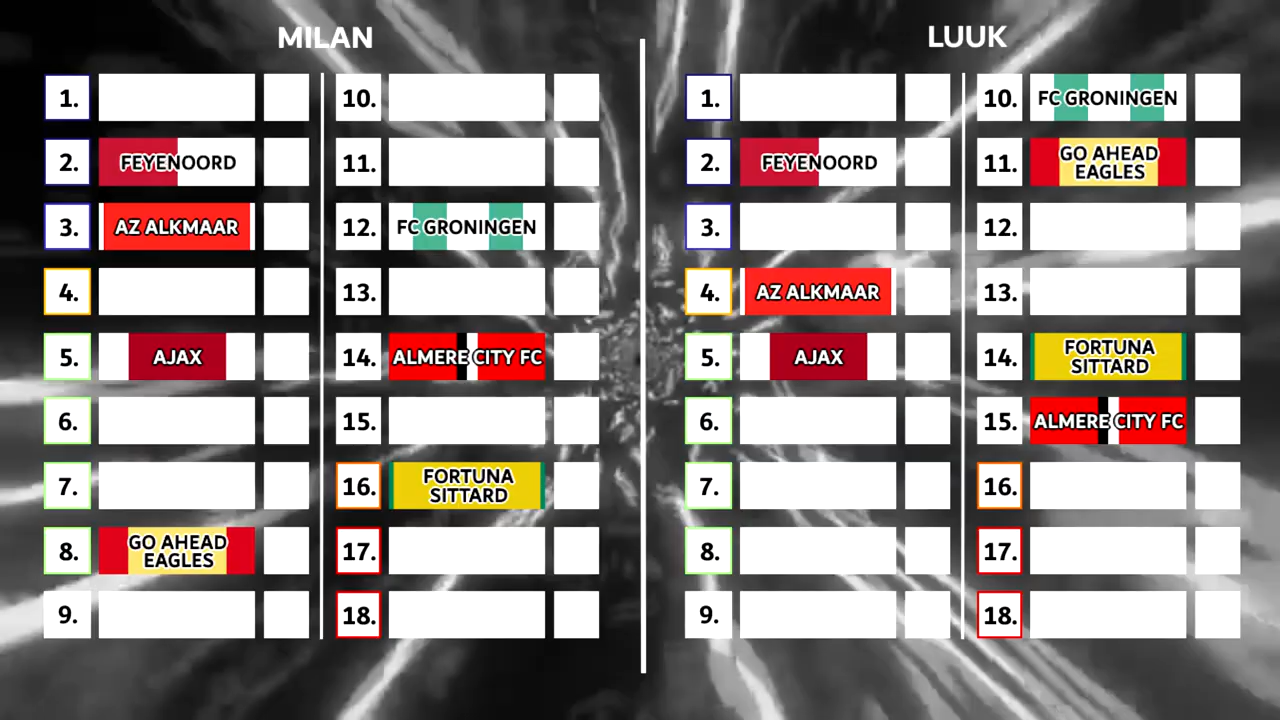 MILAN
1.
2. FEYENOORD
3. AZ ALKMAAR
4.
5. AJAX
6.
7.
8. GO AHEAD
EAGLES
9.
10.
11.
12. FC GRONINGEN
13.
14. ALMERE CITY FC
15.
16. FORTUNA
SITTARD
17.
18.
LUUK
1.
2. FEYENOORD
3.
4. AZ ALKMAAR
5. AJAX
6.
7.
8.
9.
10. FC GRONINGEN
11. GO AHEAD
EAGLES
12.
13.
14. FORTUNA
SITTARD
15. ALMERE CITY FC
16.
17.
18.